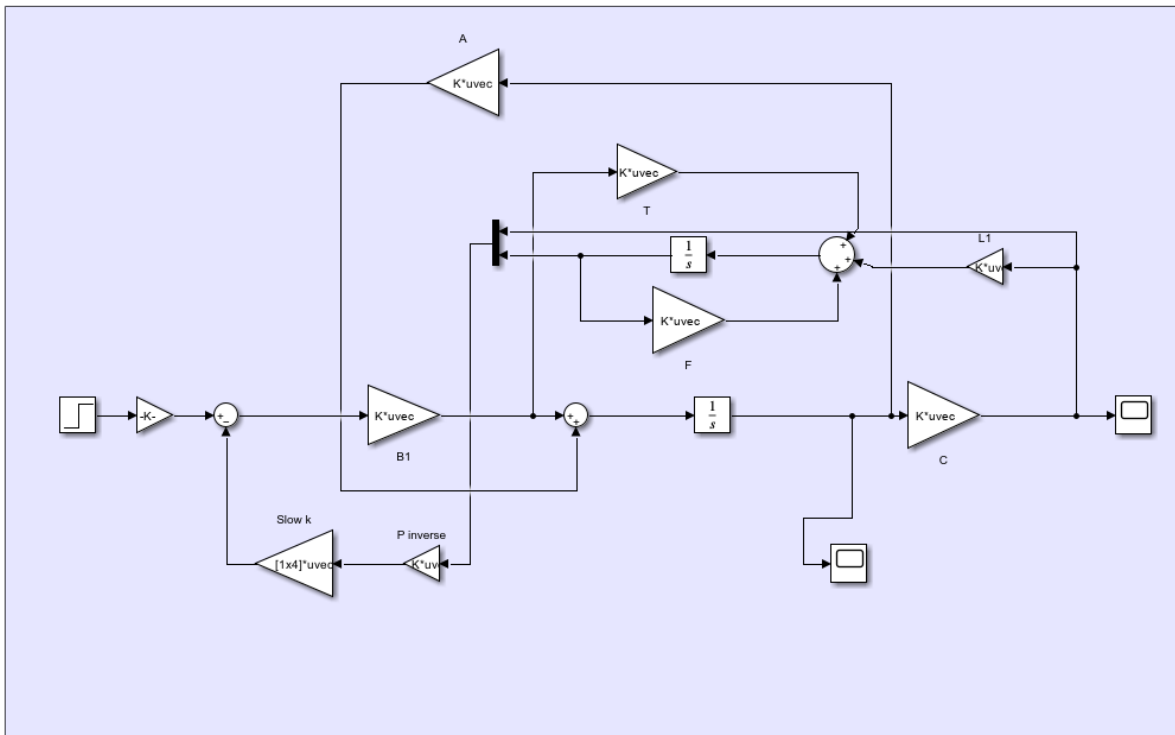 A
K*uvec
K*uvec
T
L1
1
s
+
+
+
K*uv
K*uvec
F
-K-
+
−
K*uvec
B1
+
+
1
s
K*uvec
C
Slow k
P inverse
[1x4]*uvec
K*uv